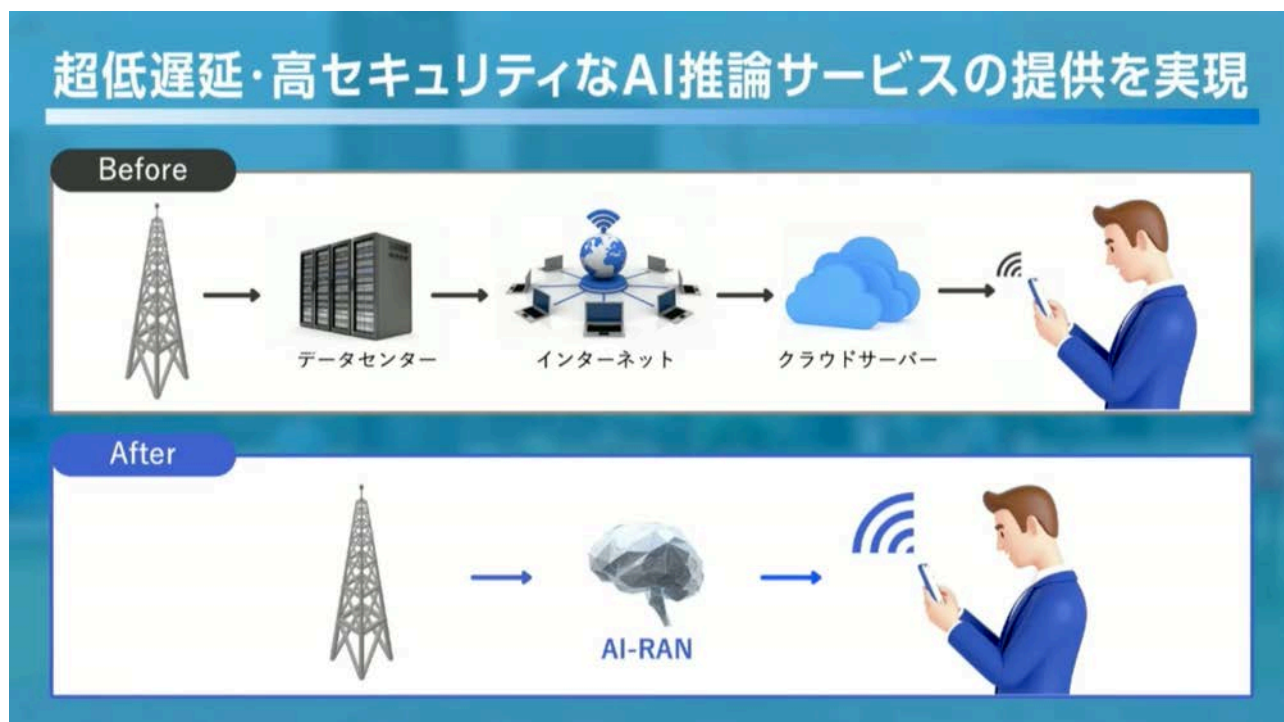 超低遅延・高セキュリティなAI推論サービスの提供を実現
Before
データセンター
インターネット
クラウドサーバー
After
AI-RAN